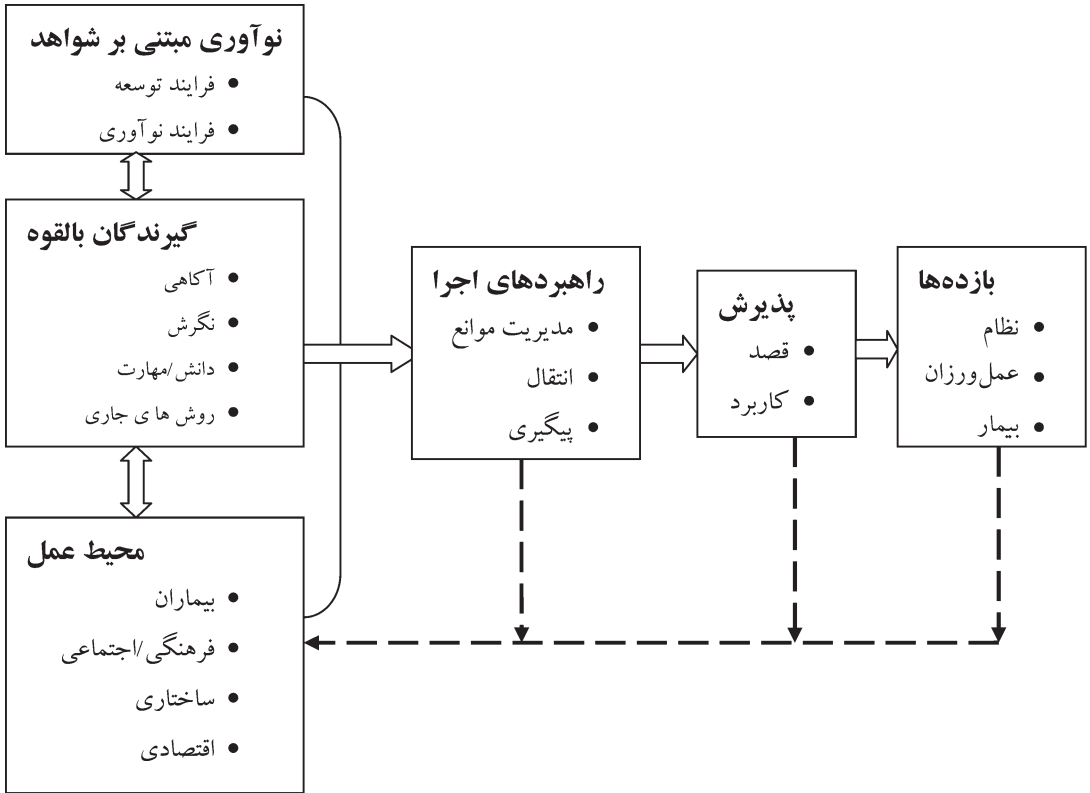 نوآوری مبتنی بر شواهد
• فرایند توسعه
• فرایند نوآوری
گیرندگان بالقوه
• آکاهی
• نگرش
• دانش/مهارت
• روش ها ی جاری
محیط عمل
• بیماران
• فرهنگی/اجتماعی
• ساختاری
• اقتصادی
راهبردهای اجرا
• مدیریت موانع
• انتقال
• پیگیری
پذیرش
• قصد
• کاربرد
بازده‌ها
• نظام
• عمل‌ورزان
• بیمار